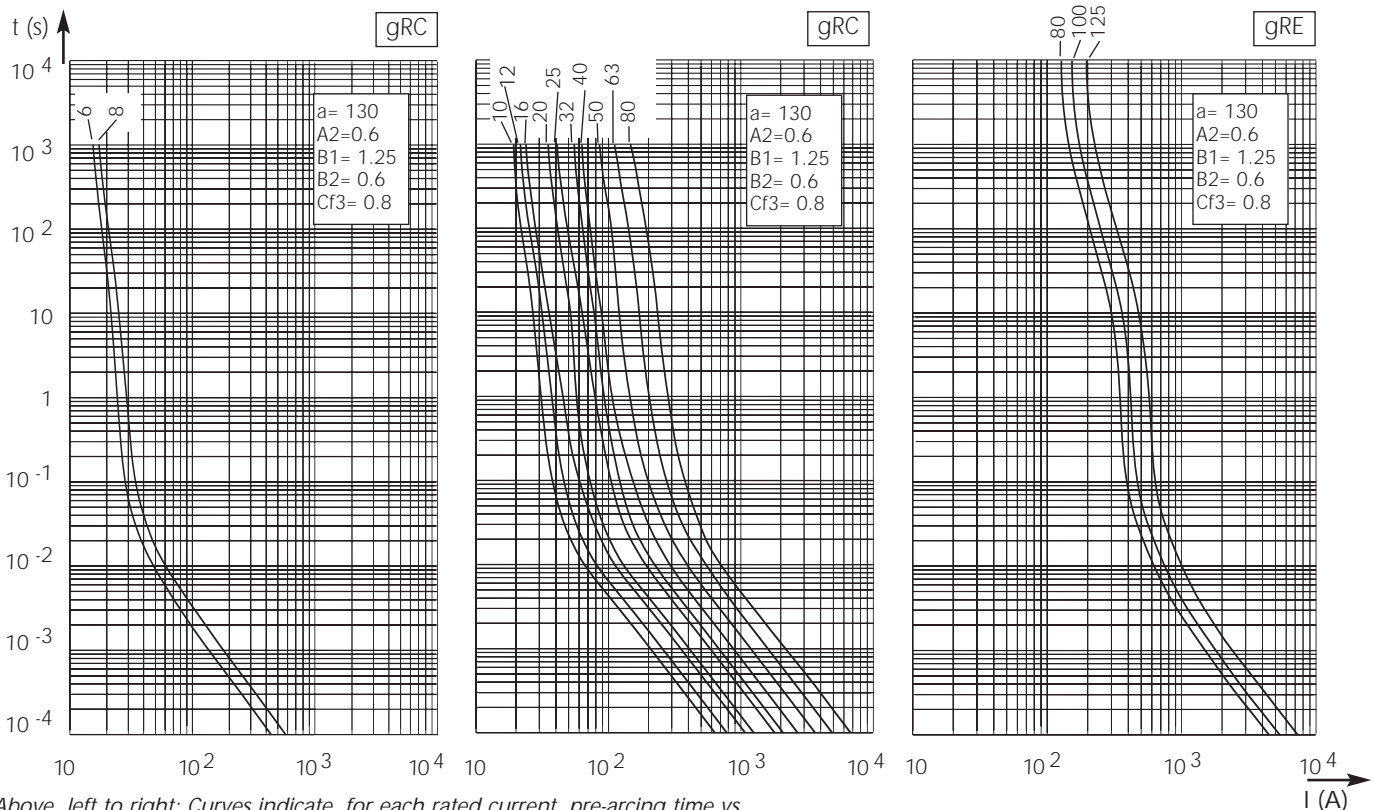 t (s)
gRC
gRC
gRE
10 4
10 3
10 2
10
1
10 -1
10 -2
10 -3
10 -4
6
8
a= 130
A2=0.6
B1= 1.25
B2= 0.6
Cf3= 0.8
10
10 2
10 3
10 4
10
12
16
20
25
32
40
50
63
80
a= 130
A2=0.6
B1= 1.25
B2= 0.6
Cf3= 0.8
10
10 2
10 3
10 4
80
100
125
a= 130
A2=0.6
B1= 1.25
B2= 0.6
Cf3= 0.8
10
10 2
10 3
10 4
I (A)
Above, left to right: Curves indicate, for each rated current, pre-arcing time vs.